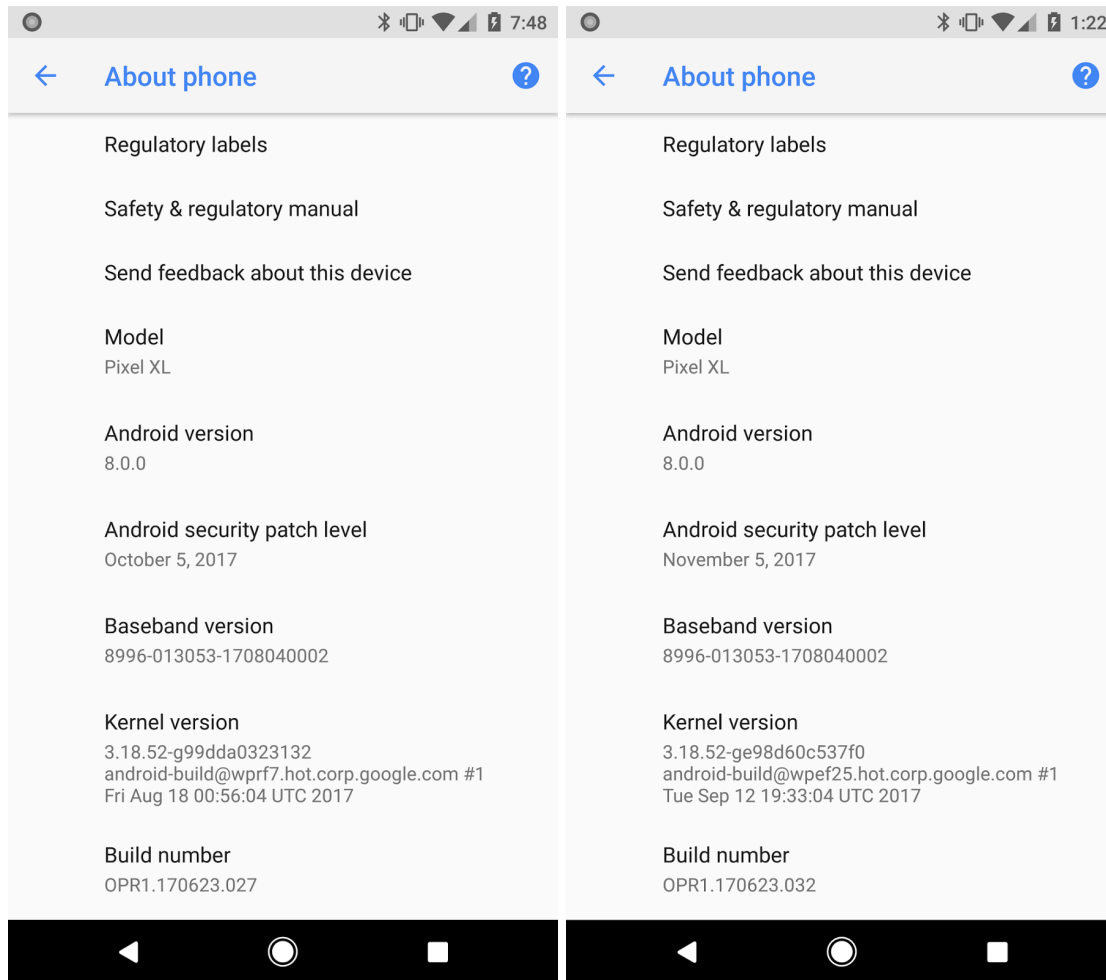 7:48
About phone
Regulatory labels
Safety & regulatory manual
Send feedback about this device
Model
Pixel XL
Android version
8.0.0
Android security patch level
October 5, 2017
Baseband version
8996-013053-1708040002
Kernel version
3.18.52-g99dda0323132
android-build@wprf7.hot.corp.google.com #1
Fri Aug 18 00:56:04 UTC 2017
Build number
OPR1.170623.027
1:22
About phone
Regulatory labels
Safety & regulatory manual
Send feedback about this device
Model
Pixel XL
Android version
8.0.0
Android security patch level
November 5, 2017
Baseband version
8996-013053-1708040002
Kernel version
3.18.52-ge98d60c537f0
android-build@wpef25.hot.corp.google.com #1
Tue Sep 12 19:33:04 UTC 2017
Build number
OPR1.170623.032